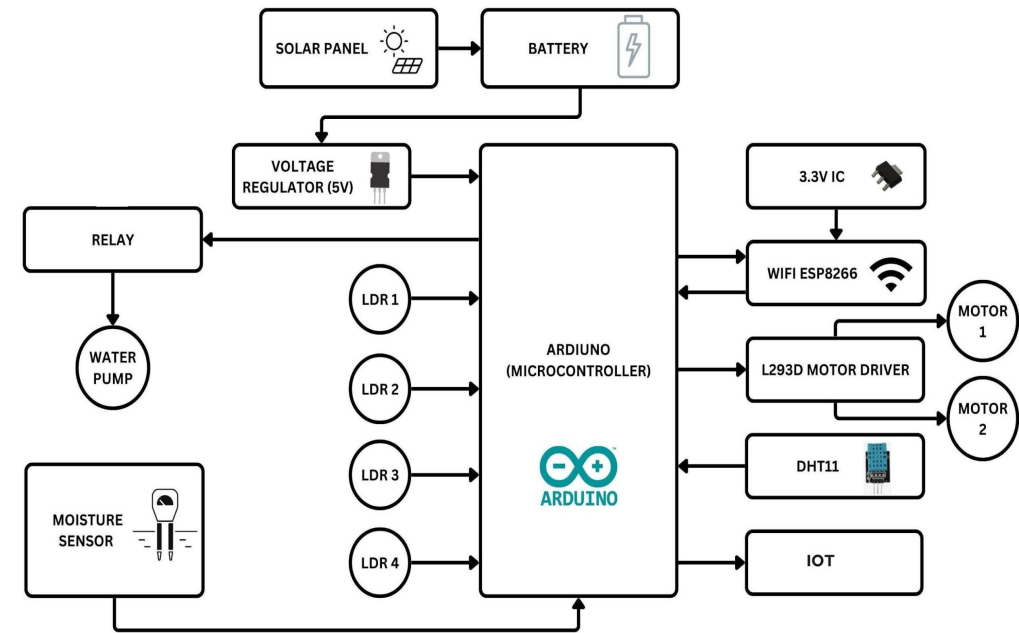 SOLAR PANEL
BATTERY
VOLTAGE
REGULATOR (5V)
3.3V IC
RELAY
WIFI ESP8266
LDR 1
MOTOR
1
WATER
PUMP
ARDIUNO
(MICROCONTROLLER)
L293D MOTOR DRIVER
LDR 2
MOTOR
2
LDR 3
DHT11
ARDUINO
MOISTURE
SENSOR
LDR 4
IOT